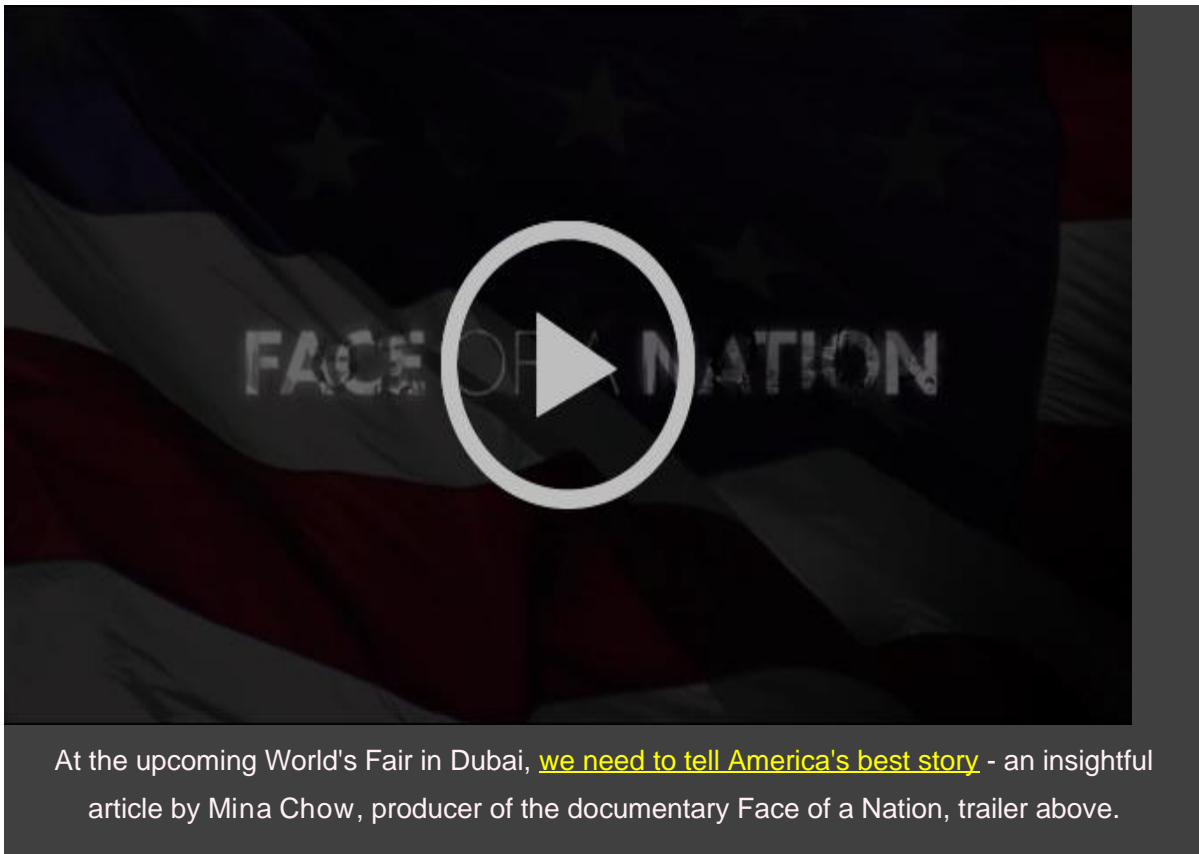 FACE OF A NATION
At the upcoming World's Fair in Dubai, we need to tell America's best story - an insightful
article by Mina Chow, producer of the documentary Face of a Nation, trailer above.